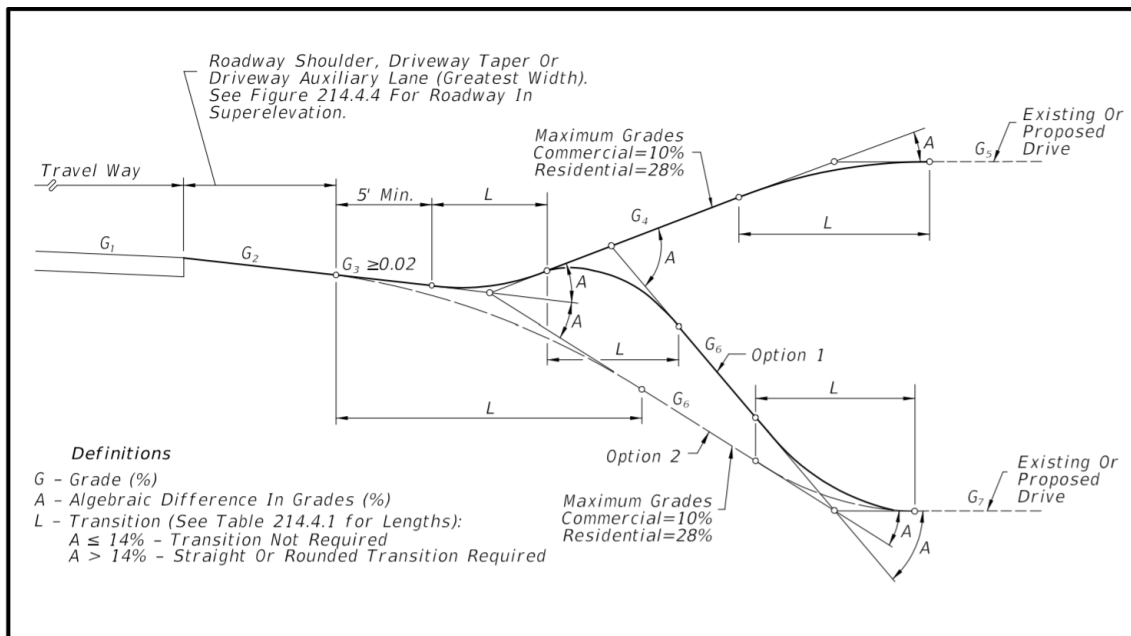 Roadway Shoulder, Driveway Taper Or
Driveway Auxiliary Lane (Greatest Width).
See Figure 214.4.4 For Roadway In
Superelevation.
Existing Or
Proposed
Drive
Maximum Grades
Commercial=10%
Residential=28%
A
G₅
Travel Way
5' Min.
L
G₄
L
G₁
G₂
G₃ ≥0.02
A
A
A
G₆
Option 1
L
L
L
G₆
Option 2
Definitions
G – Grade (%)
A – Algebraic Difference In Grades (%)
L – Transition (See Table 214.4.1 for Lengths):
A ≤ 14% – Transition Not Required
A > 14% – Straight Or Rounded Transition Required
Maximum Grades
Commercial=10%
Residential=28%
Existing Or
Proposed
Drive
G₇
A
A